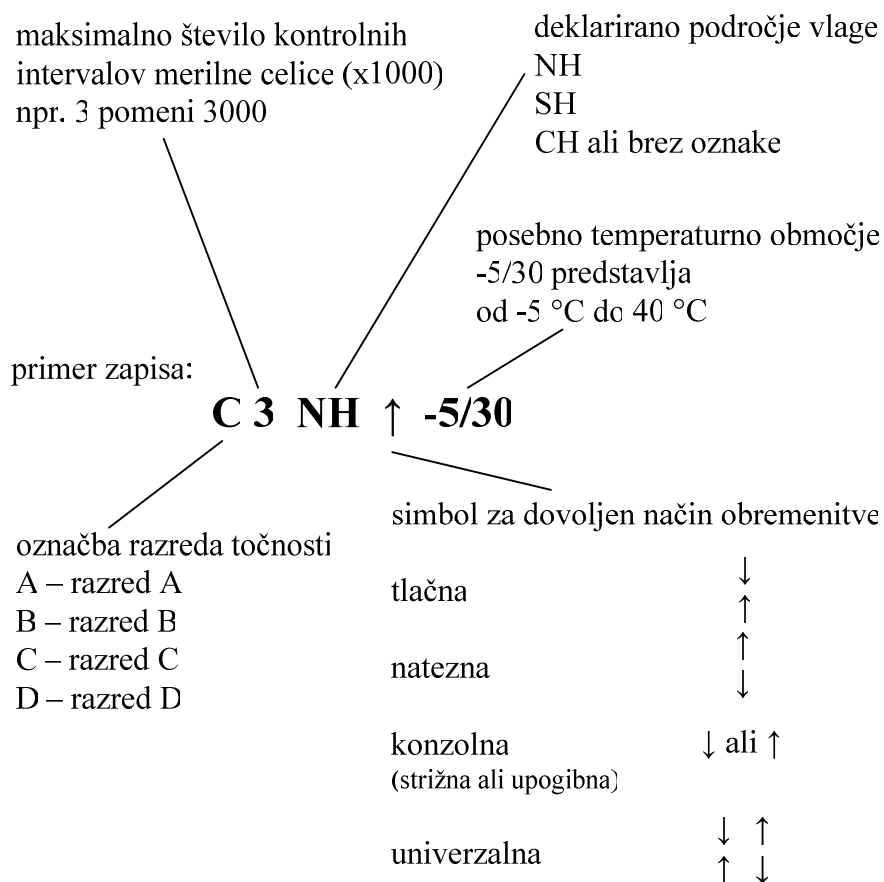 maksimalno število kontrolnih
intervalov merilne celice (x1000)
npr. 3 pomeni 3000
deklarirano področje vlage
NH
SH
CH ali brez oznake
posebno temperaturno območje
-5/30 predstavlja
od -5 °C do 40 °C
primer zapisa:
C 3 NH ↑ -5/30
označba razreda točnosti
A – razred A
B – razred B
C – razred C
D – razred D
simbol za dovoljen način obremenitve
↓
tlačna
↑
↑
natezna
↓
konzolna ↓ ali ↑
(strižna ali upogibna)
↓ ↑
univerzalna
↑ ↓